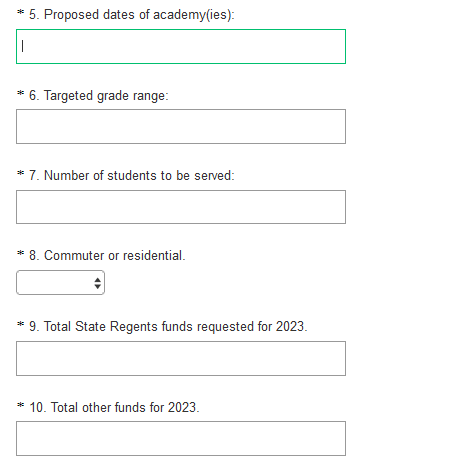 * 5. Proposed dates of academy(ies):
* 6. Targeted grade range:
* 7. Number of students to be served:
* 8. Commuter or residential.
* 9. Total State Regents funds requested for 2023.
* 10. Total other funds for 2023.